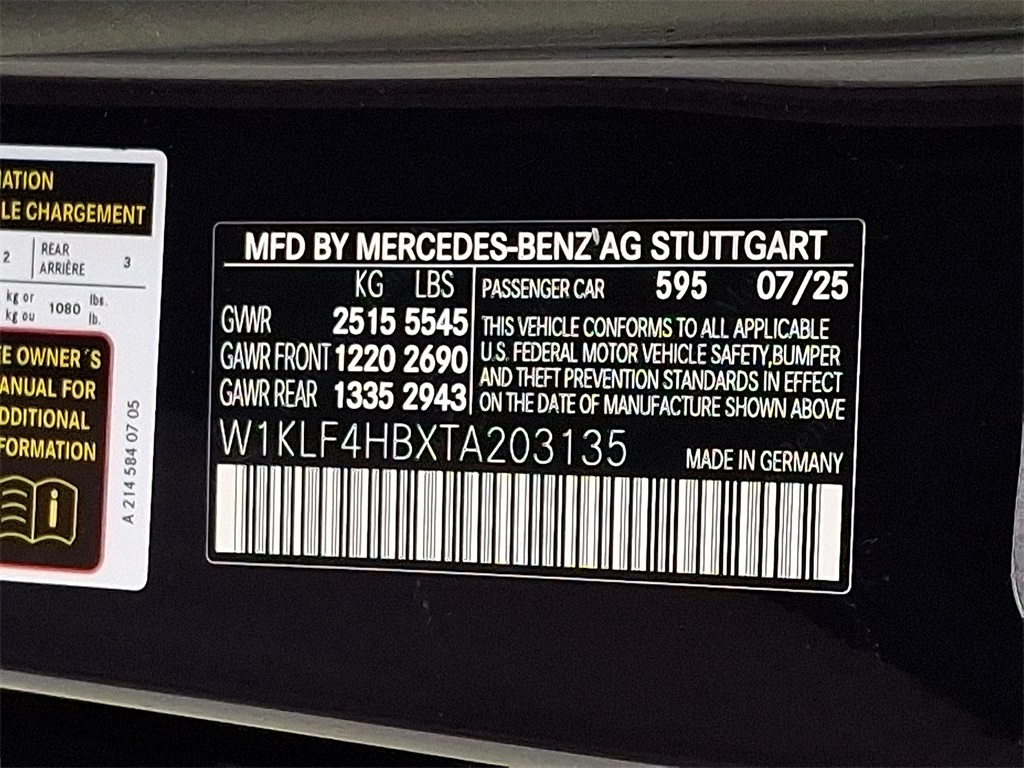 ATION
LE CHARGEMENT
2 REAR ARRIÈRE 3
kg or kg ou 1080 lbs. lb.
E OWNER´S
ANUAL FOR
DDITIONAL
FORMATION
A 214 584 07 05
MFD BY MERCEDES-BENZ AG STUTTGART
KG LBS
GVWR 2515 5545
GAWR FRONT 1220 2690
GAWR REAR 1335 2943
PASSENGER CAR 595 07/25
THIS VEHICLE CONFORMS TO ALL APPLICABLE
U.S. FEDERAL MOTOR VEHICLE SAFETY,BUMPER
AND THEFT PREVENTION STANDARDS IN EFFECT
ON THE DATE OF MANUFACTURE SHOWN ABOVE
W1KLF4HBXTA203135
MADE IN GERMANY